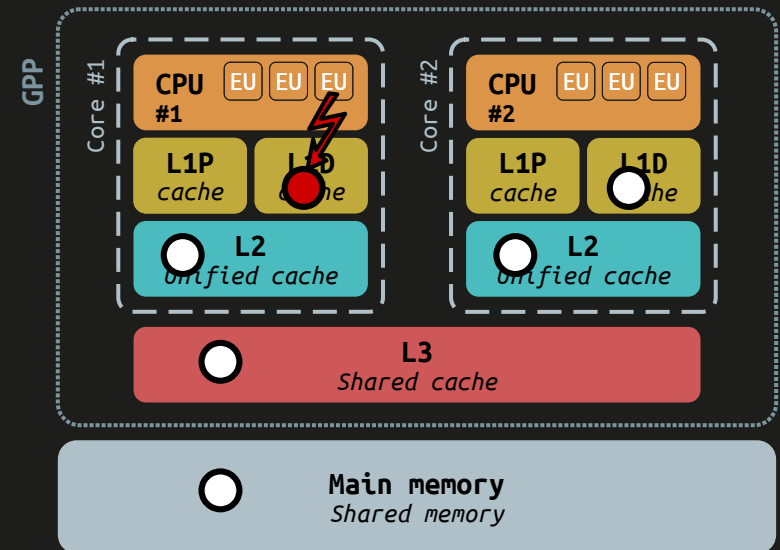 GPP
Core #1
CPU
#1
EU EU EU
L1P
cache
L2
Unified cache
Core #2
CPU
#2
EU EU EU
L1P
cache
L1D
L2
Unified cache
L3
Shared cache
Main memory
Shared memory